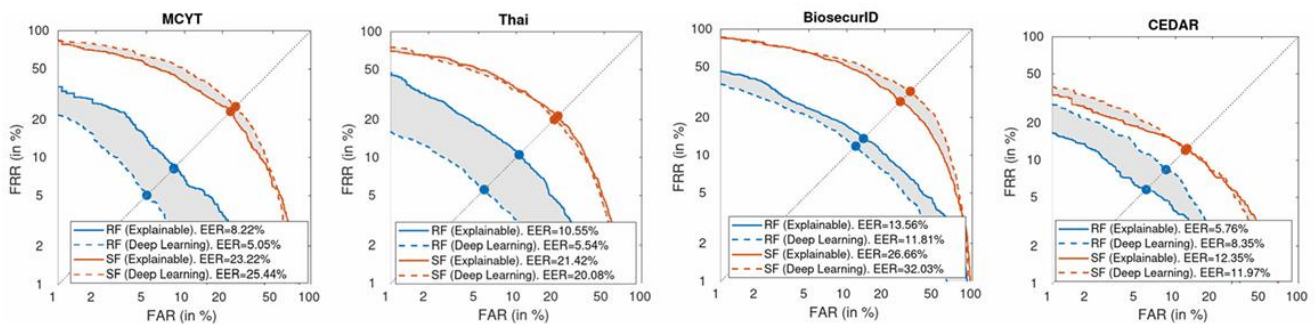 MCYT
100
50
20
10
5
2
1
FRR (in %)
RF (Explainable). EER=8.22%
RF (Deep Learning). EER=5.05%
SF (Explainable). EER=23.22%
SF (Deep Learning). EER=25.44%
1 2 5 10 20 50 100
FAR (in %)
Thai
100
50
20
10
5
2
1
FRR (in %)
RF (Explainable). EER=10.55%
RF (Deep Learning). EER=5.54%
SF (Explainable). EER=21.42%
SF (Deep Learning). EER=20.08%
1 2 5 10 20 50 100
FAR (in %)
BiosecurID
100
50
20
10
5
2
1
FRR (in %)
RF (Explainable). EER=13.56%
RF (Deep Learning). EER=11.81%
SF (Explainable). EER=26.66%
SF (Deep Learning). EER=32.03%
1 2 5 10 20 50 100
FAR (in %)
CEDAR
100
50
20
10
5
2
1
FRR (in %)
RF (Explainable). EER=5.76%
RF (Deep Learning). EER=8.35%
SF (Explainable). EER=12.35%
SF (Deep Learning). EER=11.97%
1 2 5 10 20 50 100
FAR (in %)